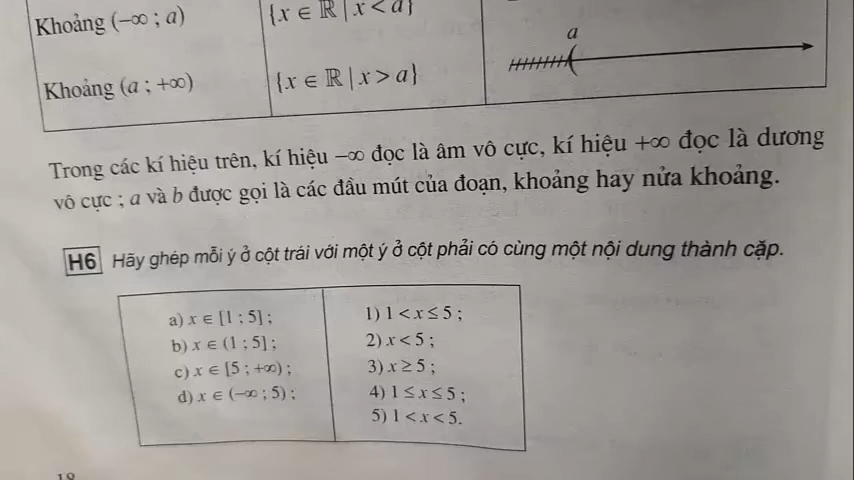 Khoảng (−∞ ; a)
{x ∈ ℝ | x < a}
a
Khoảng (a ; +∞)
{x ∈ ℝ | x > a}
Trong các kí hiệu trên, kí hiệu −∞ đọc là âm vô cực, kí hiệu +∞ đọc là dương
vô cực ; a và b được gọi là các đầu mút của đoạn, khoảng hay nửa khoảng.
H6 Hãy ghép mỗi ý ở cột trái với một ý ở cột phải có cùng một nội dung thành cặp.
a) x ∈ [1 ; 5] ;
b) x ∈ (1 ; 5] ;
c) x ∈ [5 ; +∞) ;
d) x ∈ (−∞ ; 5) ;
1) 1 < x ≤ 5 ;
2) x < 5 ;
3) x ≥ 5 ;
4) 1 ≤ x ≤ 5 ;
5) 1 < x < 5.